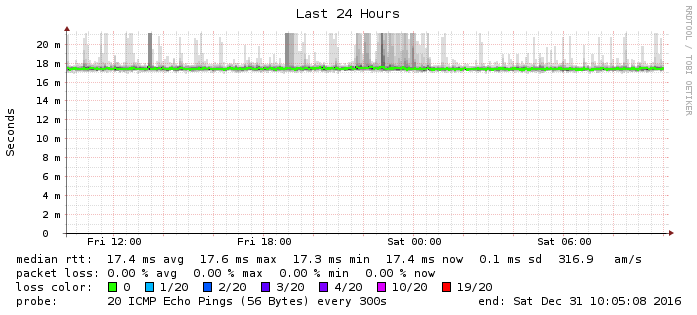 Last 24 Hours
RRDTOOL / TOBI OETIKER
Seconds
20 m
18 m
16 m
14 m
12 m
10 m
8 m
6 m
4 m
2 m
0
Fri 12:00 Fri 18:00 Sat 00:00 Sat 06:00
median rtt: 17.4 ms avg 17.6 ms max 17.3 ms min 17.4 ms now 0.1 ms sd 316.9 am/s
packet loss: 0.00 % avg 0.00 % max 0.00 % min 0.00 % now
loss color: 0 1/20 2/20 3/20 4/20 10/20 19/20
probe: 20 ICMP Echo Pings (56 Bytes) every 300s end: Sat Dec 31 10:05:08 2016